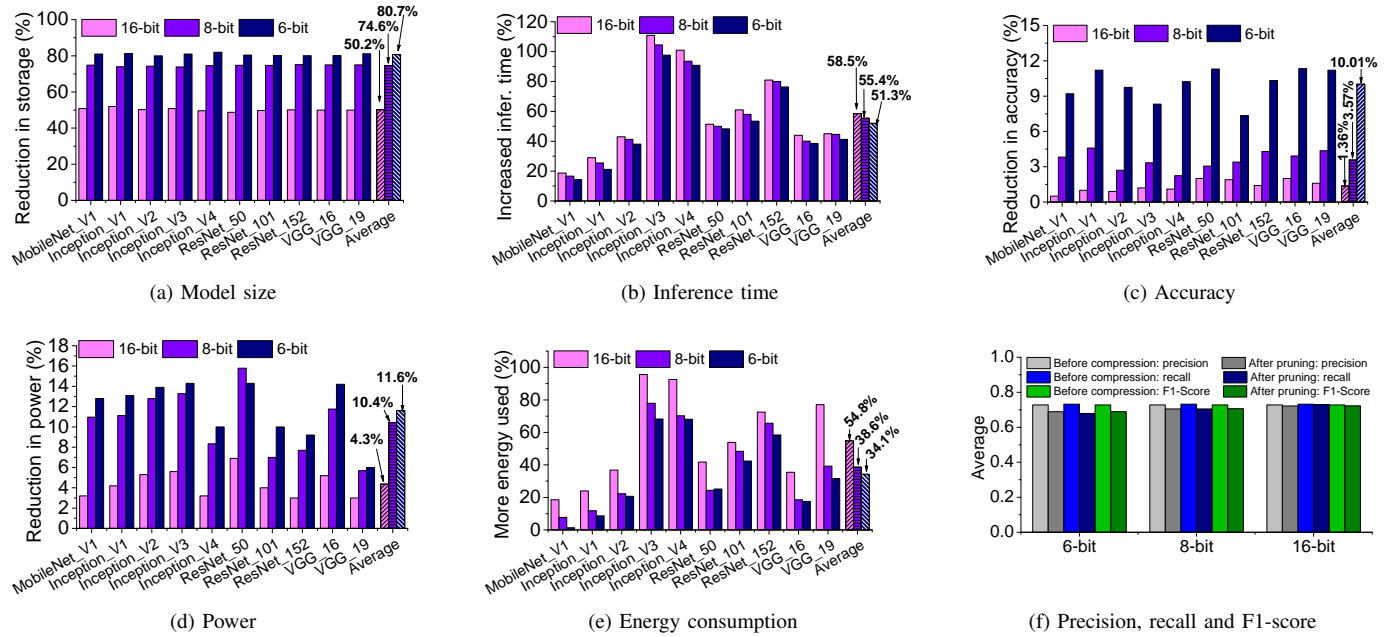 16-bit 8-bit 6-bit
Reduction in storage (%)
100
80
60
40
20
0
50.2%
74.6%
80.7%
MobileNet_V1
Inception_V1
Inception_V2
Inception_V3
Inception_V4
ResNet_50
ResNet_101
ResNet_152
VGG_16
VGG_19
Average
(a) Model size
16-bit 8-bit 6-bit
Increased infer. time (%)
120
100
80
60
40
20
0
58.5%
55.4%
51.3%
MobileNet_V1
Inception_V1
Inception_V2
Inception_V3
Inception_V4
ResNet_50
ResNet_101
ResNet_152
VGG_16
VGG_19
Average
(b) Inference time
16-bit 8-bit 6-bit
Reduction in accuracy (%)
15
12
9
6
3
0
1.36%
3.57%
10.01%
MobileNet_V1
Inception_V1
Inception_V2
Inception_V3
Inception_V4
ResNet_50
ResNet_101
ResNet_152
VGG_16
VGG_19
Average
(c) Accuracy
16-bit 8-bit 6-bit
Reduction in power (%)
18
16
14
12
10
8
6
4
2
0
4.3%
10.4%
11.6%
MobileNet_V1
Inception_V1
Inception_V2
Inception_V3
Inception_V4
ResNet_50
ResNet_101
ResNet_152
VGG_16
VGG_19
Average
(d) Power
16-bit 8-bit 6-bit
More energy used (%)
100
80
60
40
20
0
54.8%
38.6%
34.1%
MobileNet_V1
Inception_V1
Inception_V2
Inception_V3
Inception_V4
ResNet_50
ResNet_101
ResNet_152
VGG_16
VGG_19
Average
(e) Energy consumption
Before compression: precision After pruning: precision
Before compression: recall After pruning: recall
Before compression: F1-Score After pruning: F1-Score
Average
1.0
0.8
0.6
0.4
0.2
0.0
6-bit 8-bit 16-bit
(f) Precision, recall and F1-score